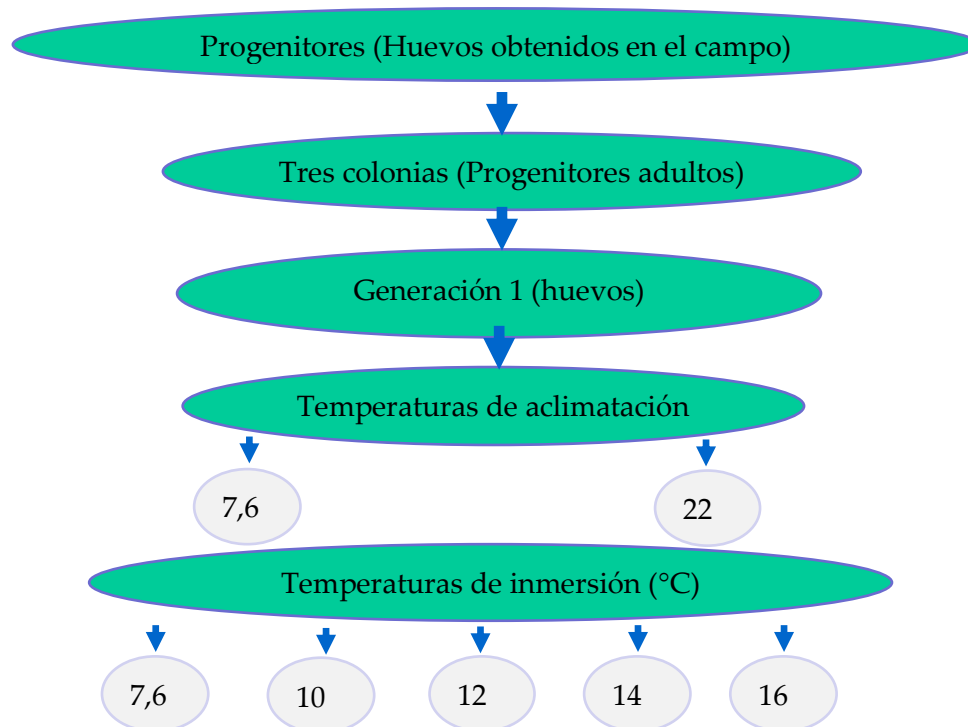 Progenitores (Huevos obtenidos en el campo)
Tres colonias (Progenitores adultos)
Generación 1 (huevos)
Temperaturas de aclimatación
7,6
22
Temperaturas de inmersión (°C)
7,6
10
12
14
16